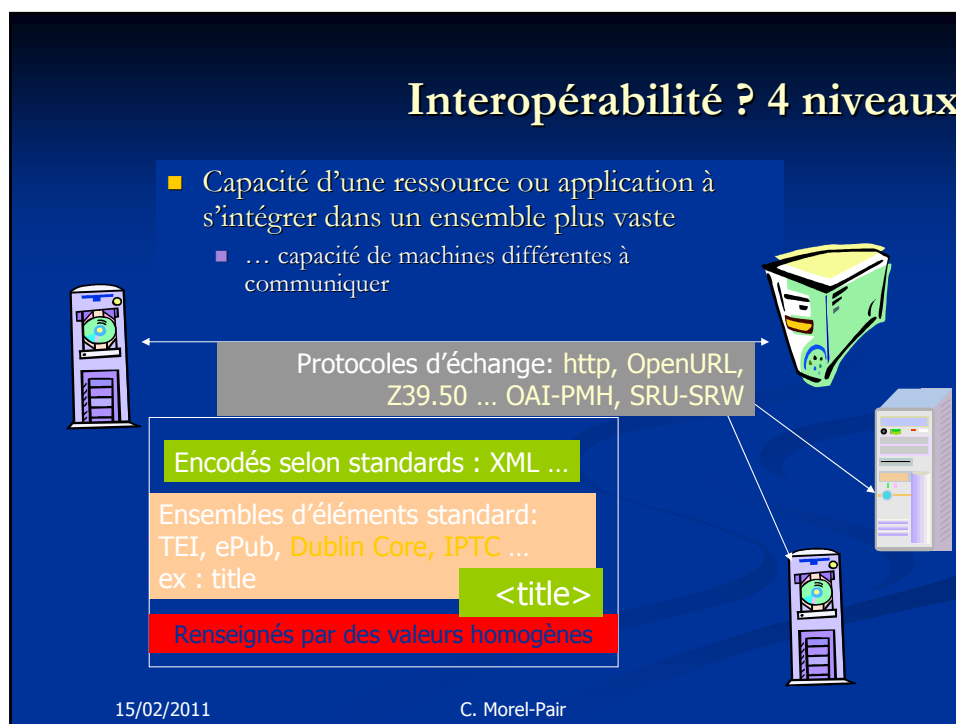 Interopérabilité ? 4 niveaux
Capacité d’une ressource ou application à
s’intégrer dans un ensemble plus vaste
… capacité de machines différentes à
communiquer
Protocoles d’échange: http, OpenURL,
Z39.50 … OAI-PMH, SRU-SRW
Encodés selon standards : XML …
Ensembles d’éléments standard:
TEI, ePub, Dublin Core, IPTC …
ex : title
<title>
Renseignés par des valeurs homogènes
15/02/2011
C. Morel-Pair